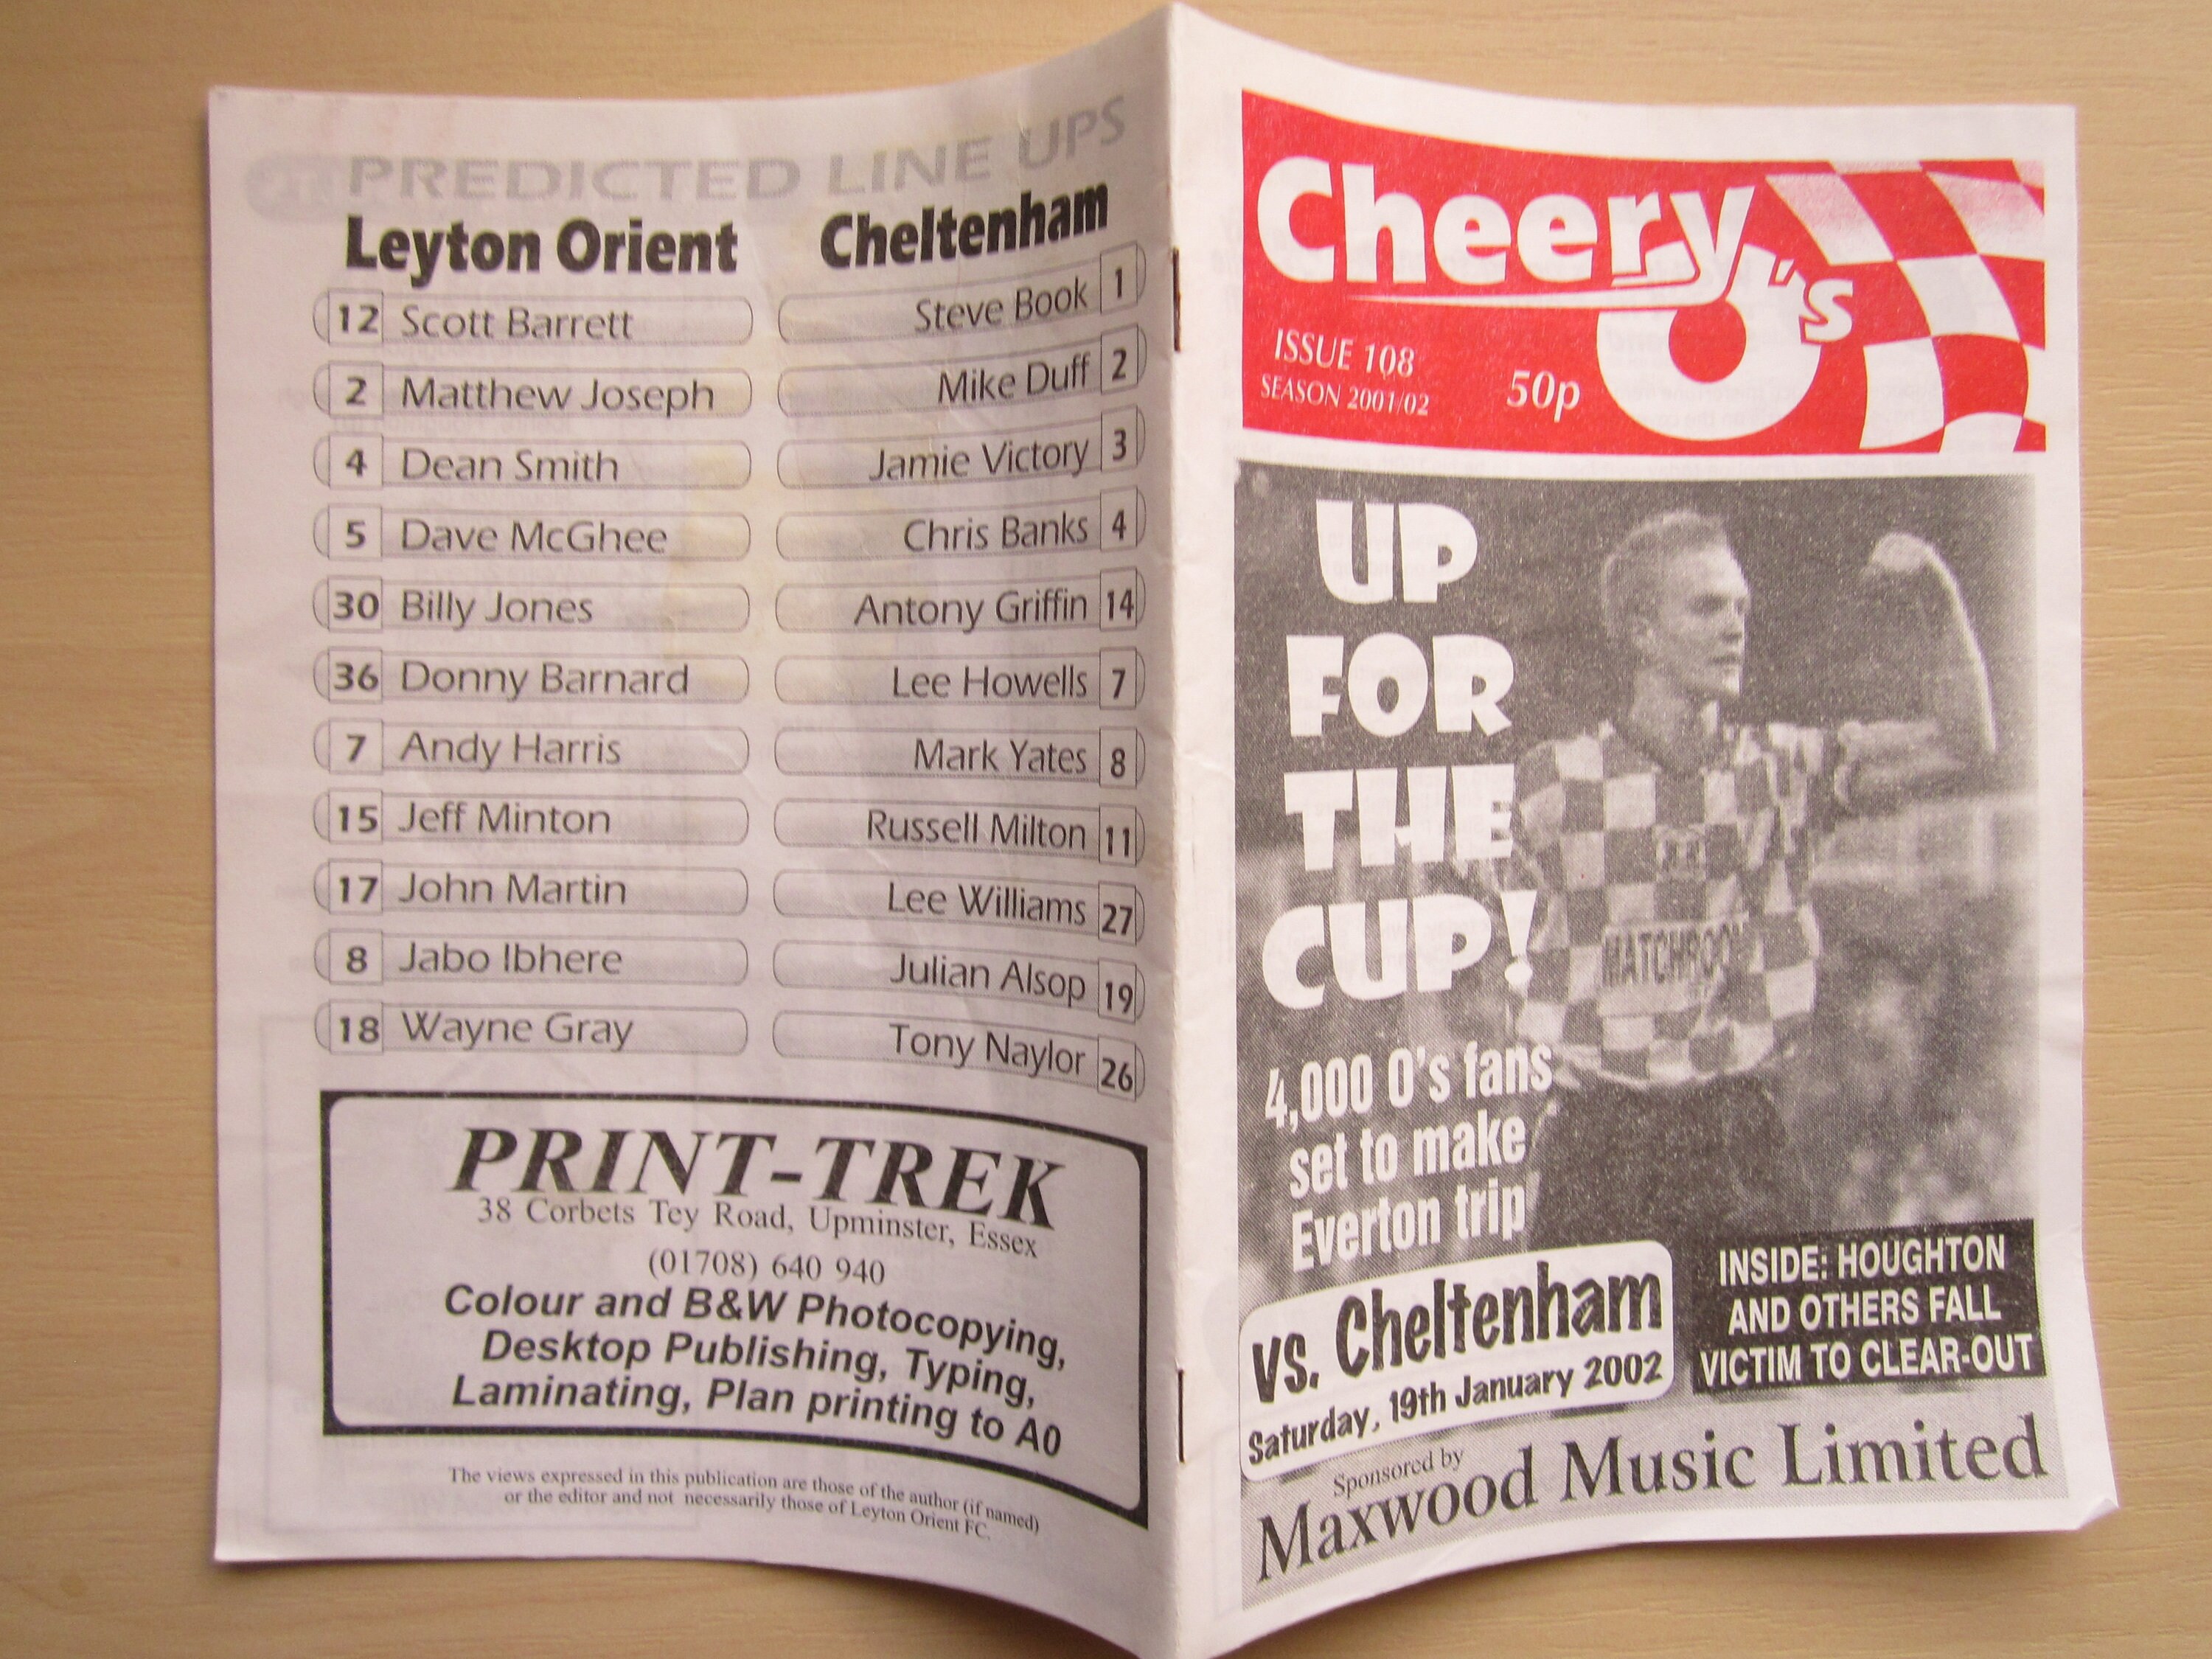 PREDICTED LINE UPS
Leyton Orient
12 Scott Barrett
2 Matthew Joseph
4 Dean Smith
5 Dave McGhee
30 Billy Jones
36 Donny Barnard
7 Andy Harris
15 Jeff Minton
17 John Martin
8 Jabo Ibhere
18 Wayne Gray
Cheltenham
Steve Book 1
Mike Duff 2
Jamie Victory 3
Chris Banks 4
Antony Griffin 14
Lee Howells 7
Mark Yates 8
Russell Milton 11
Lee Williams 27
Julian Alsop 19
Tony Naylor 26
PRINT-TREK
38 Corbets Tey Road, Upminster, Essex
(01708) 640 940
Colour and B&W Photocopying,
Desktop Publishing, Typing,
Laminating, Plan printing to A0
The views expressed in this publication are those of the author (if named)
or the editor and not necessarily those of Leyton Orient FC.
Cheery
O's
ISSUE 108
SEASON 2001/02
50p
UP
FOR
THE
CUP!
MATCHROOM
4,000 O's fans
set to make
Everton trip
vs. Cheltenham
Saturday, 19th January 2002
INSIDE: HOUGHTON
AND OTHERS FALL
VICTIM TO CLEAR-OUT
Sponsored by
Maxwood Music Limited